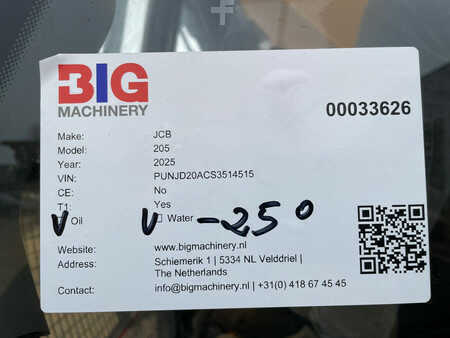 BIG
MACHINERY
00033626
Make: JCB
Model: 205
Year: 2025
VIN: PUNJD20ACS3514515
CE: No
T1: Yes
V Oil V Water -25°
Website: www.bigmachinery.nl
Address: Schiemerik 1 | 5334 NL Velddriel |
The Netherlands
Contact: info@bigmachinery.nl | +31(0) 418 67 45 45